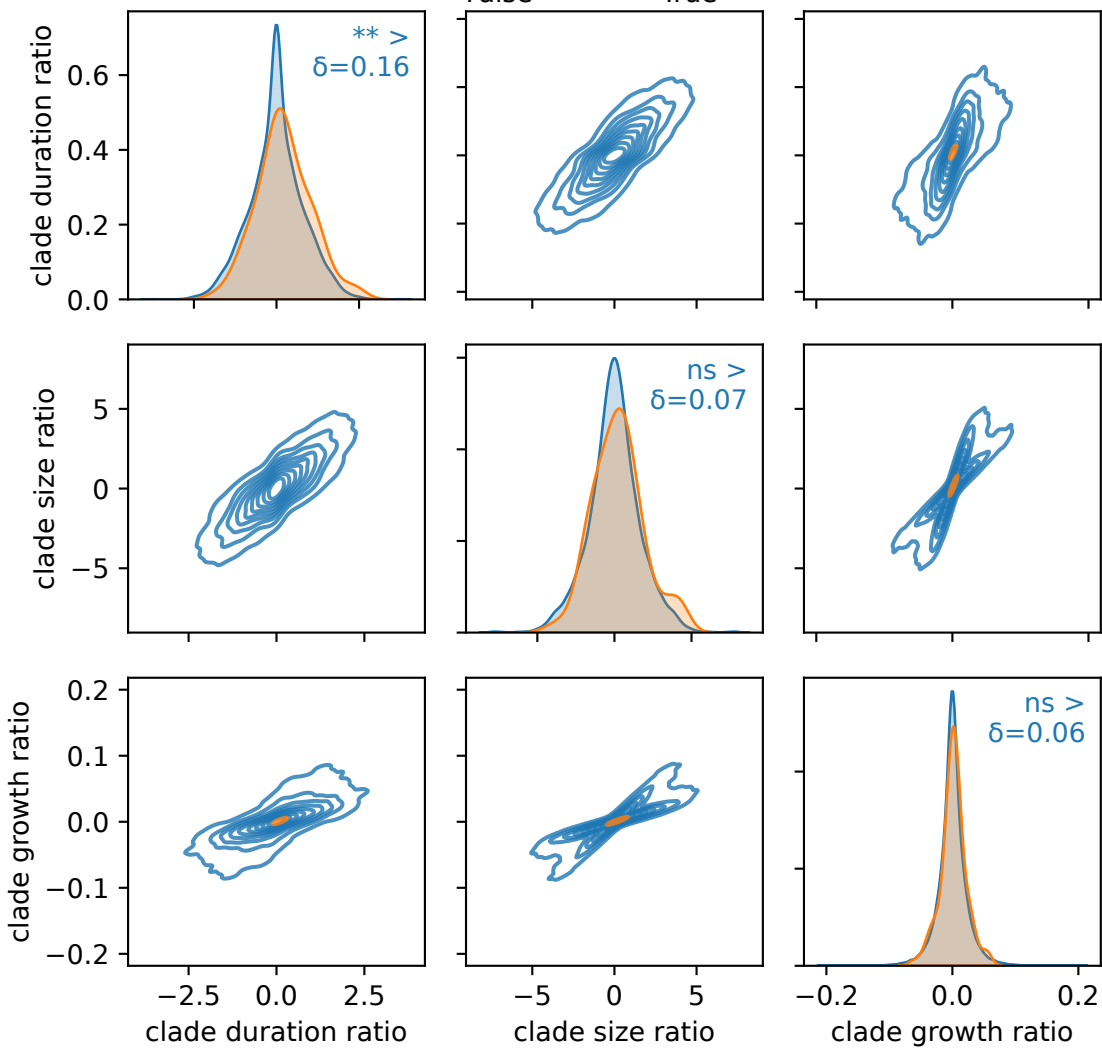 False True
clade duration ratio
0.6
0.4
0.2
0.0
** >
δ=0.16
clade size ratio
5
0
−5
ns >
δ=0.07
clade growth ratio
0.2
0.1
0.0
−0.1
−0.2
ns >
δ=0.06
−2.5 0.0 2.5
−5 0 5
−0.2 0.0 0.2
clade duration ratio
clade size ratio
clade growth ratio